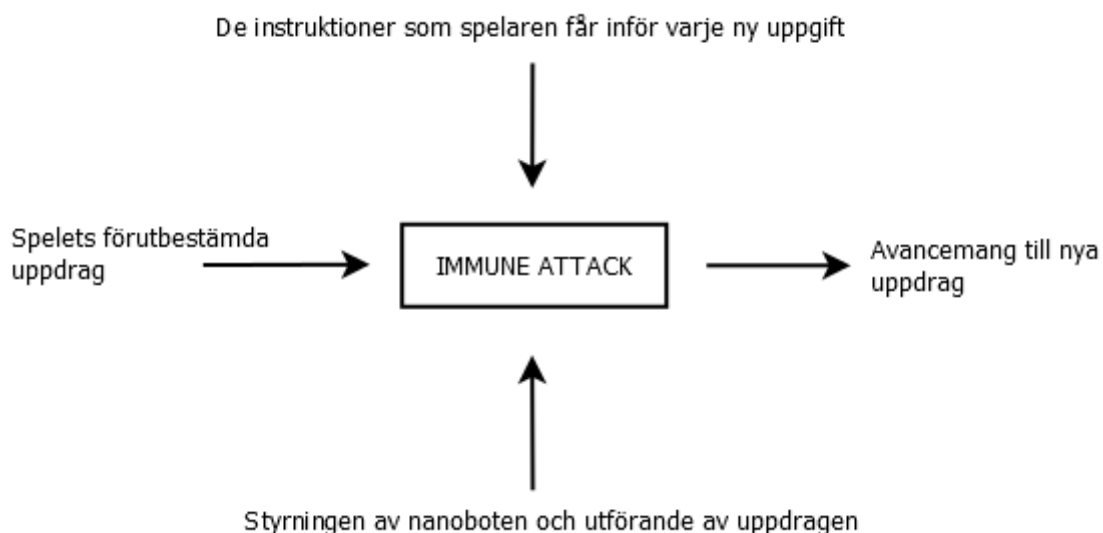 De instruktioner som spelaren får inför varje ny uppgift
Spelets förutbestämda
uppdrag
IMMUNE ATTACK
Avancemang till nya
uppdrag
Styrningen av nanoboten och utförande av uppdragen